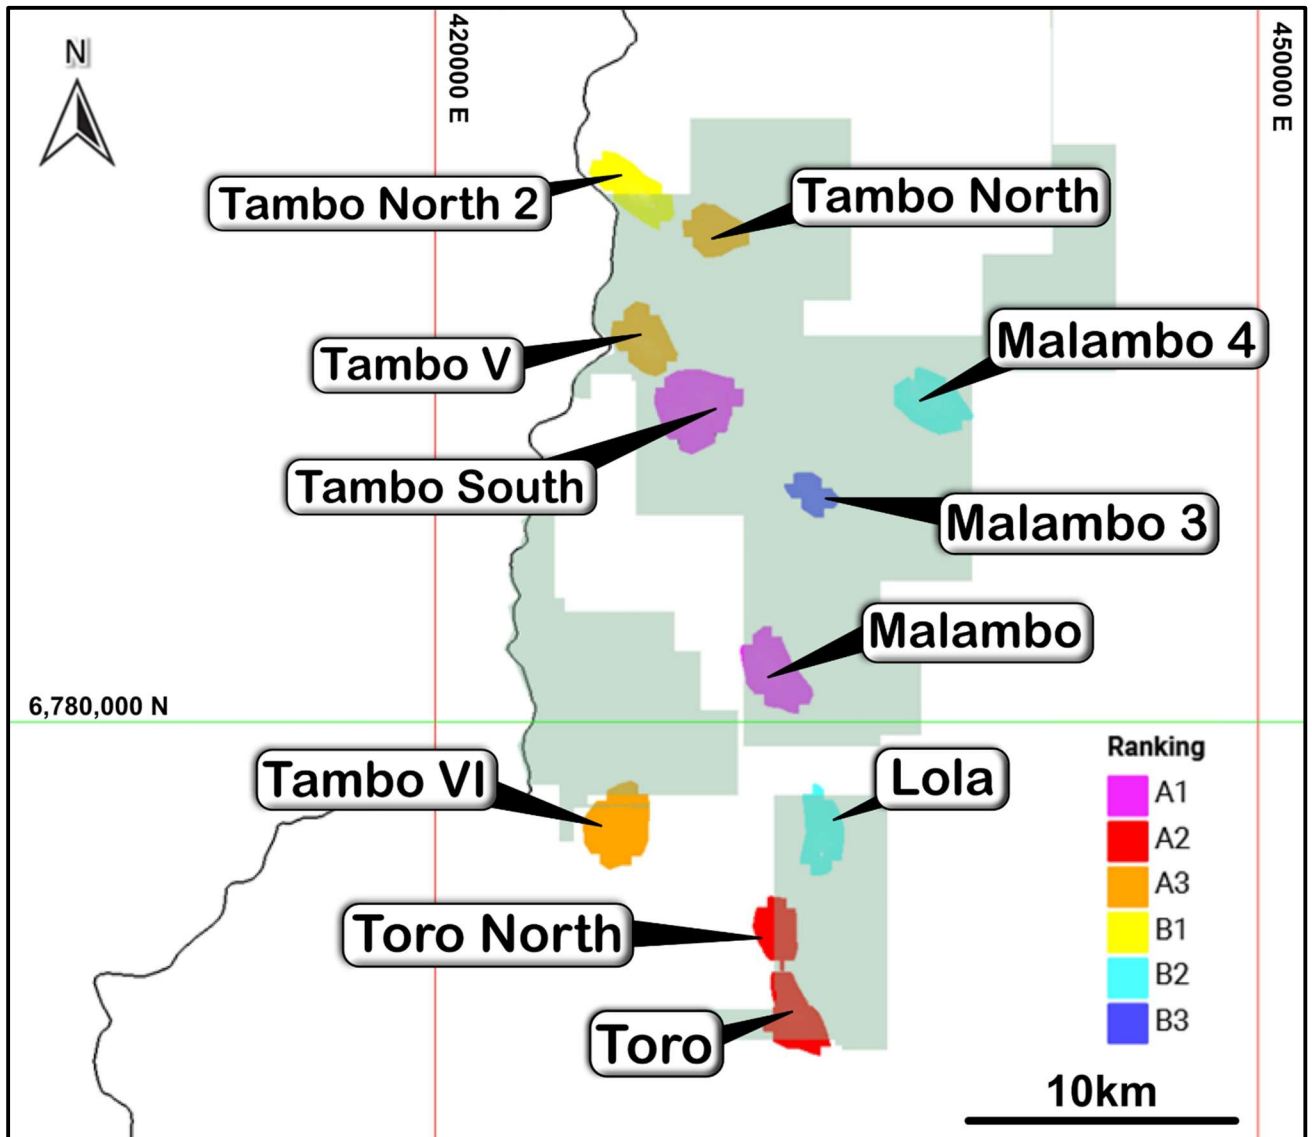 N
420000 E
450000 E
Tambo North 2
Tambo North
Tambo V
Malambo 4
Tambo South
Malambo 3
Malambo
6,780,000 N
Tambo VI
Lola
Toro North
Toro
Ranking
A1
A2
A3
B1
B2
B3
10km